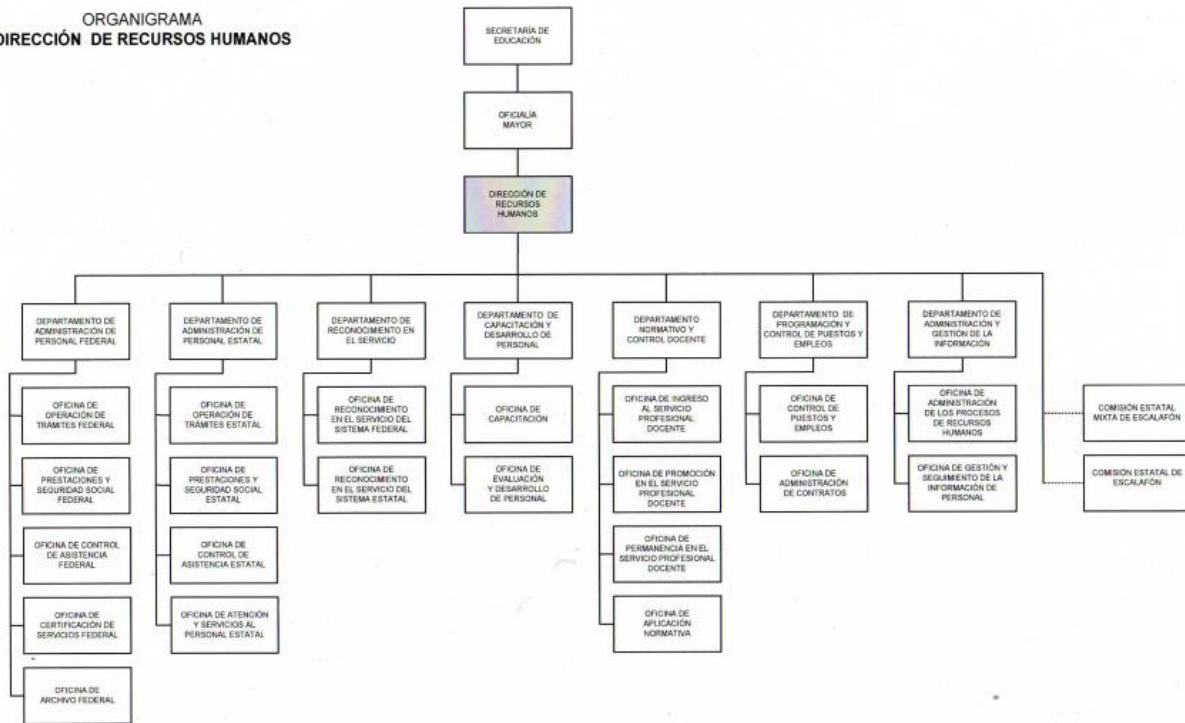 ORGANIGRAMA
DIRECCIÓN DE RECURSOS HUMANOS
SECRETARÍA DE
EDUCACIÓN
OFICIALÍA
MAYOR
DIRECCIÓN DE
RECURSOS
HUMANOS
DEPARTAMENTO DE
ADMINISTRACIÓN DE
PERSONAL FEDERAL
DEPARTAMENTO DE
ADMINISTRACIÓN DE
PERSONAL ESTATAL
DEPARTAMENTO DE
RECONOCIMIENTO EN
EL SERVICIO
DEPARTAMENTO DE
CAPACITACIÓN Y
DESARROLLO DE
PERSONAL
DEPARTAMENTO
NORMATIVO Y
CONTROL DOCENTE
DEPARTAMENTO DE
PROGRAMACIÓN Y
CONTROL DE PUESTOS Y
EMPLEOS
DEPARTAMENTO DE
ADMINISTRACIÓN Y
GESTIÓN DE LA
INFORMACIÓN
OFICINA DE
OPERACIÓN DE
TRÁMITES FEDERAL
OFICINA DE
OPERACIÓN DE
TRÁMITES ESTATAL
OFICINA DE
RECONOCIMIENTO
EN EL SERVICIO DEL
SISTEMA FEDERAL
OFICINA DE
CAPACITACIÓN
OFICINA DE INGRESO
AL SERVICIO
PROFESIONAL
DOCENTE
OFICINA DE
CONTROL DE
PUESTOS Y
EMPLEOS
OFICINA DE
ADMINISTRACIÓN
DE LOS PROCESOS
DE RECURSOS
HUMANOS
COMISIÓN ESTATAL
MIXTA DE ESCALAFÓN
OFICINA DE
PRESTACIONES Y
SEGURIDAD SOCIAL
FEDERAL
OFICINA DE
PRESTACIONES Y
SEGURIDAD SOCIAL
ESTATAL
OFICINA DE
RECONOCIMIENTO
EN EL SERVICIO DEL
SISTEMA ESTATAL
OFICINA DE
EVALUACIÓN
Y DESARROLLO
DE PERSONAL
OFICINA DE PROMOCIÓN
EN EL SERVICIO
PROFESIONAL
DOCENTE
OFICINA DE
ADMINISTRACIÓN
DE CONTRATOS
OFICINA DE GESTIÓN Y
SEGUIMIENTO DE LA
INFORMACIÓN DE
PERSONAL
COMISIÓN ESTATAL DE
ESCALAFÓN
OFICINA DE CONTROL
DE ASISTENCIA
FEDERAL
OFICINA DE
CONTROL DE
ASISTENCIA ESTATAL
OFICINA DE
PERMANENCIA EN EL
SERVICIO PROFESIONAL
DOCENTE
OFICINA DE
CERTIFICACIÓN DE
SERVICIOS FEDERAL
OFICINA DE ATENCIÓN
Y SERVICIOS AL
PERSONAL ESTATAL
OFICINA DE
APLICACIÓN
NORMATIVA
OFICINA DE
ARCHIVO FEDERAL